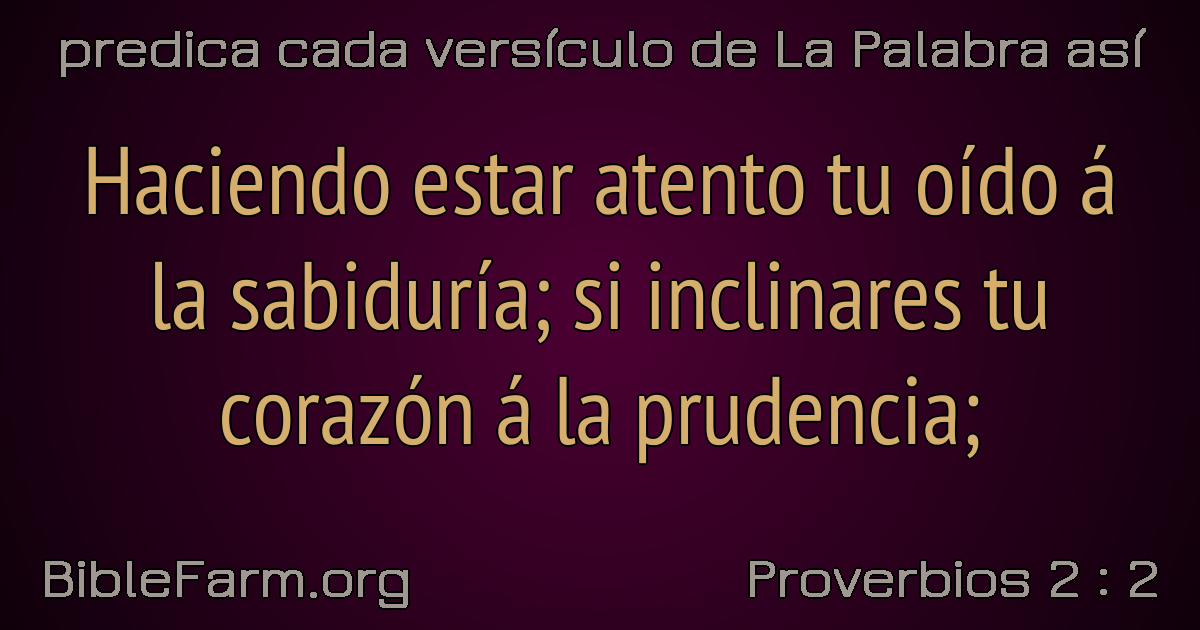 predica cada versículo de La Palabra así
Haciendo estar atento tu oído á
la sabiduría; si inclinares tu
corazón á la prudencia;
BibleFarm.org
Proverbios 2 : 2